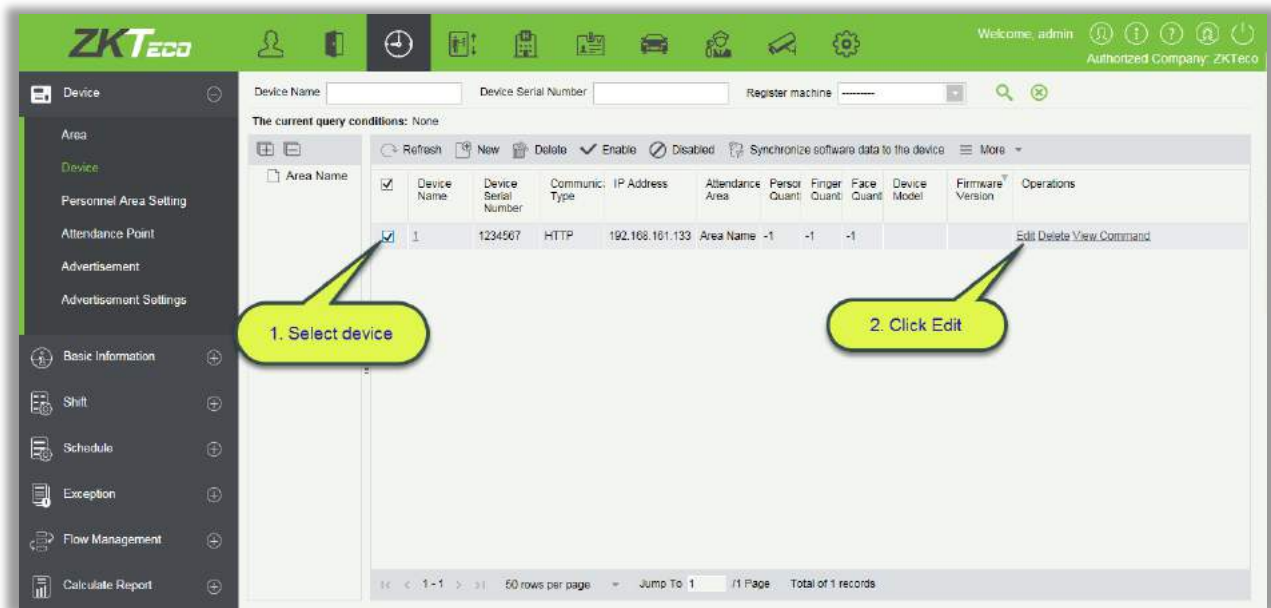 ZKTeco
Welcome, admin
Authorized Company: ZKTeco
Device
Area
Device
Personnel Area Setting
Attendance Point
Advertisement
Advertisement Settings
Basic Information
Shift
Schedule
Exception
Flow Management
Calculate Report
Device Name Device Serial Number Register machine ---------
The current query conditions: None
Area Name
Refresh New Delete Enable Disabled Synchronize software data to the device More
Device Name Device Serial Number Communic. Type IP Address Attendance Area Person Quanti Finger Quanti Face Quanti Device Model Firmware Version Operations
1 1234567 HTTP 192.168.161.133 Area Name -1 -1 -1 Edit Delete View Command
1. Select device
2. Click Edit
1 - 1 50 rows per page Jump To 1 /1 Page Total of 1 records